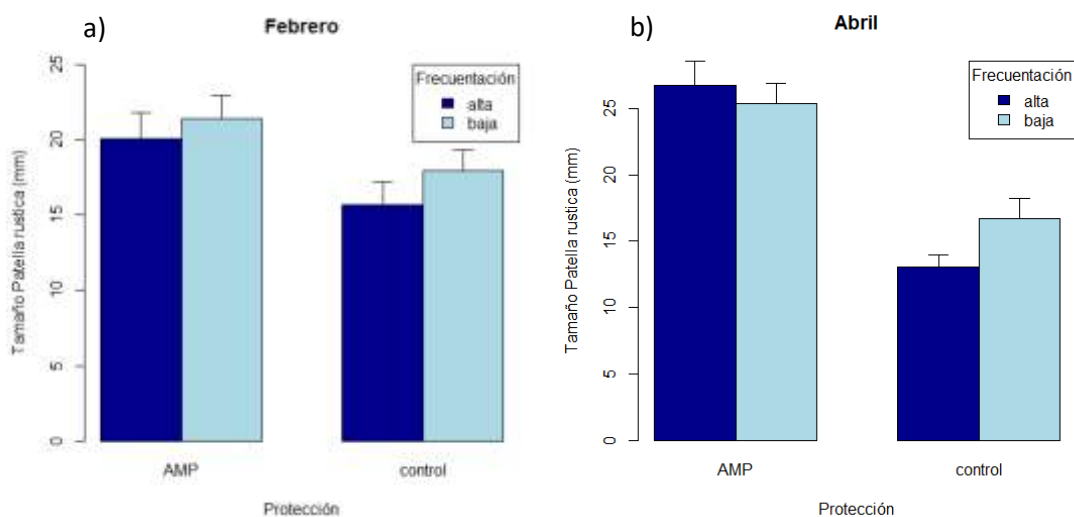 a)
Febrero
Tamaño Patella rustica (mm)
25
20
15
10
5
0
Frecuentación
alta
baja
AMP
control
Protección
b)
Abril
Tamaño Patella rustica (mm)
25
20
15
10
5
0
Frecuentación
alta
baja
AMP
control
Protección